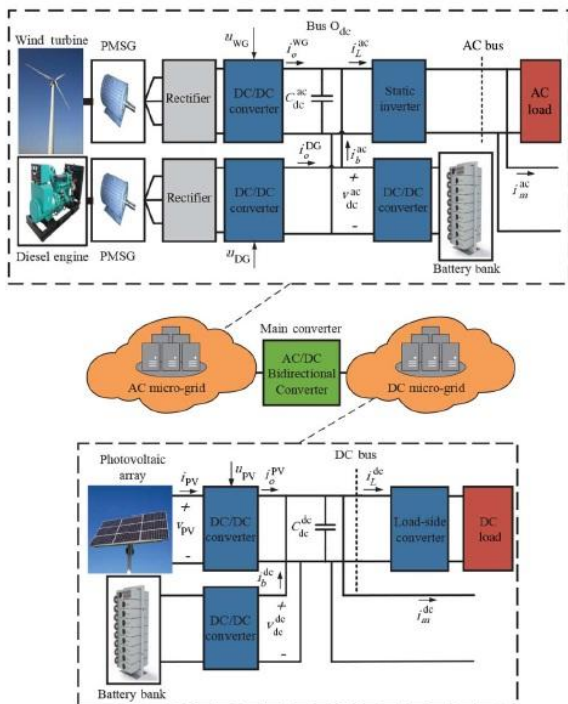 Bus O_dc
Wind turbine
PMSG
u_WG
i_o^WG
i_L^ac
AC bus
Rectifier
DC/DC
converter
C_dc^ac
Static
inverter
AC
load
i_o^DG
i_b^ac
i_m^ac
Rectifier
DC/DC
converter
+
v_dc^ac
-
DC/DC
converter
Diesel engine
PMSG
u_DG
Battery bank
Main converter
AC micro-grid
AC/DC
Bidirectional
Converter
DC micro-grid
Photovoltaic
array
i_PV
u_PV
i_o^PV
DC bus
i_L^dc
+
v_PV
-
DC/DC
converter
C_dc^dc
Load-side
converter
DC
load
i_b^dc
DC/DC
converter
+
v_dc^dc
-
i_m^dc
Battery bank